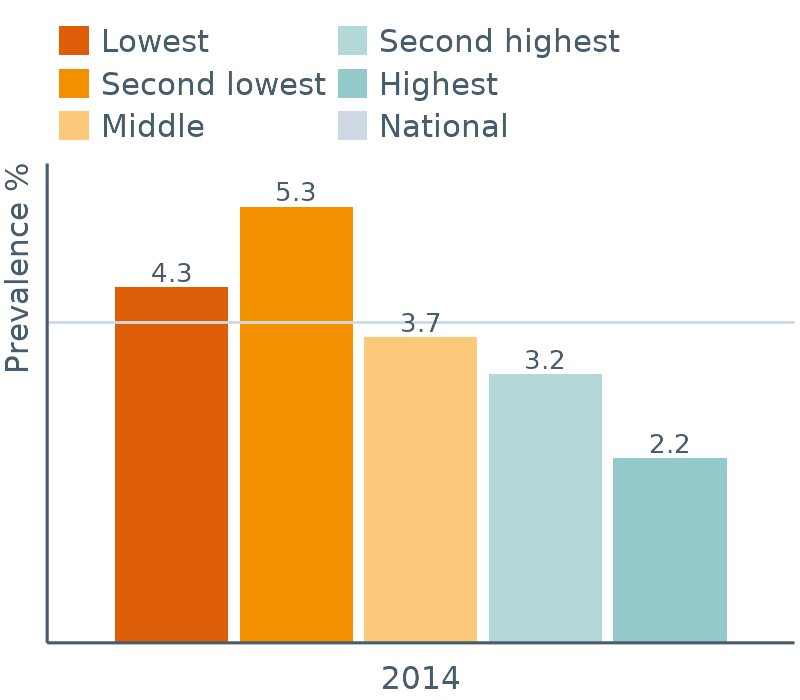 Lowest
Second lowest
Middle
Second highest
Highest
National
Prevalence %
4.3
5.3
3.7
3.2
2.2
2014